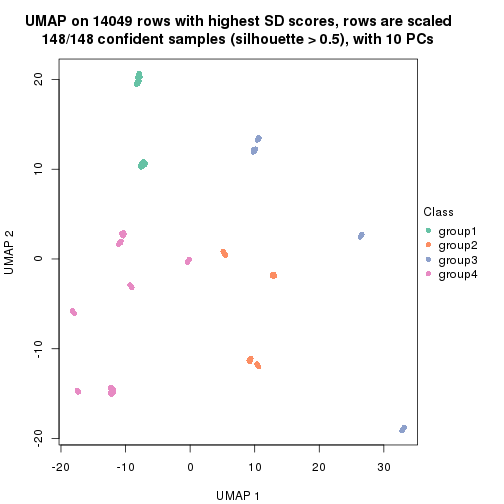 UMAP on 14049 rows with highest SD scores, rows are scaled
148/148 confident samples (silhouette > 0.5), with 10 PCs
20
10
0
-10
-20
UMAP 2
-20
-10
0
10
20
30
UMAP 1
Class
group1
group2
group3
group4